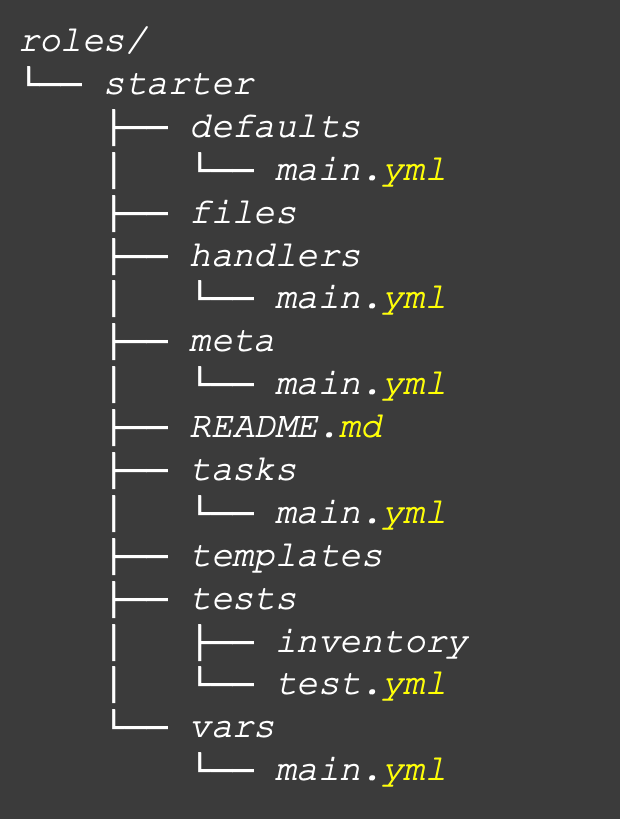 roles/
└── starter
    ├── defaults
    │   └── main.yml
    ├── files
    ├── handlers
    │   └── main.yml
    ├── meta
    │   └── main.yml
    ├── README.md
    ├── tasks
    │   └── main.yml
    ├── templates
    ├── tests
    │   ├── inventory
    │   └── test.yml
    └── vars
        └── main.yml